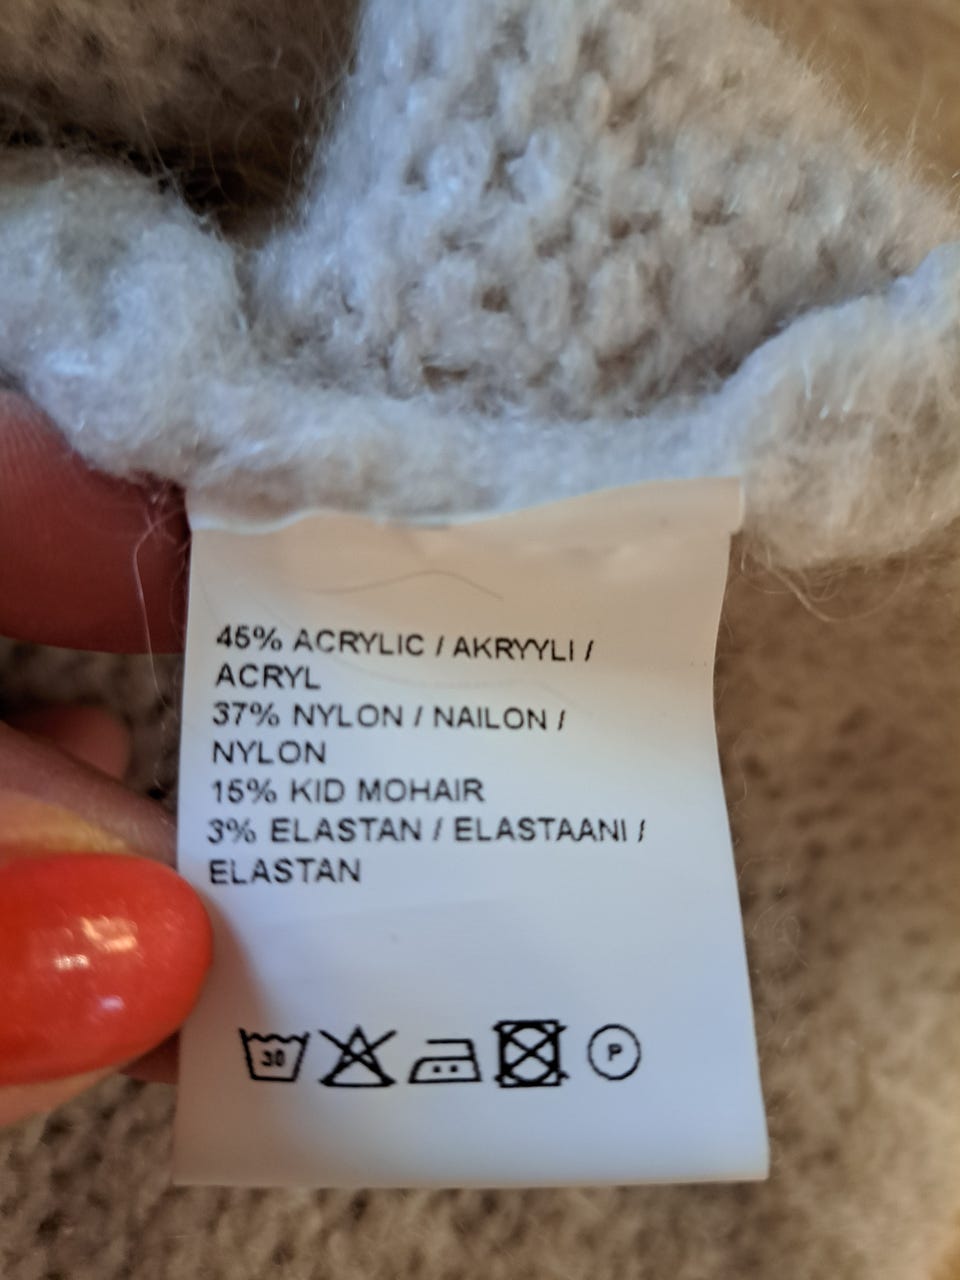 45% ACRYLIC / AKRYYLI /
ACRYL
37% NYLON / NAILON /
NYLON
15% KID MOHAIR
3% ELASTAN / ELASTAANI /
ELASTAN
30
P